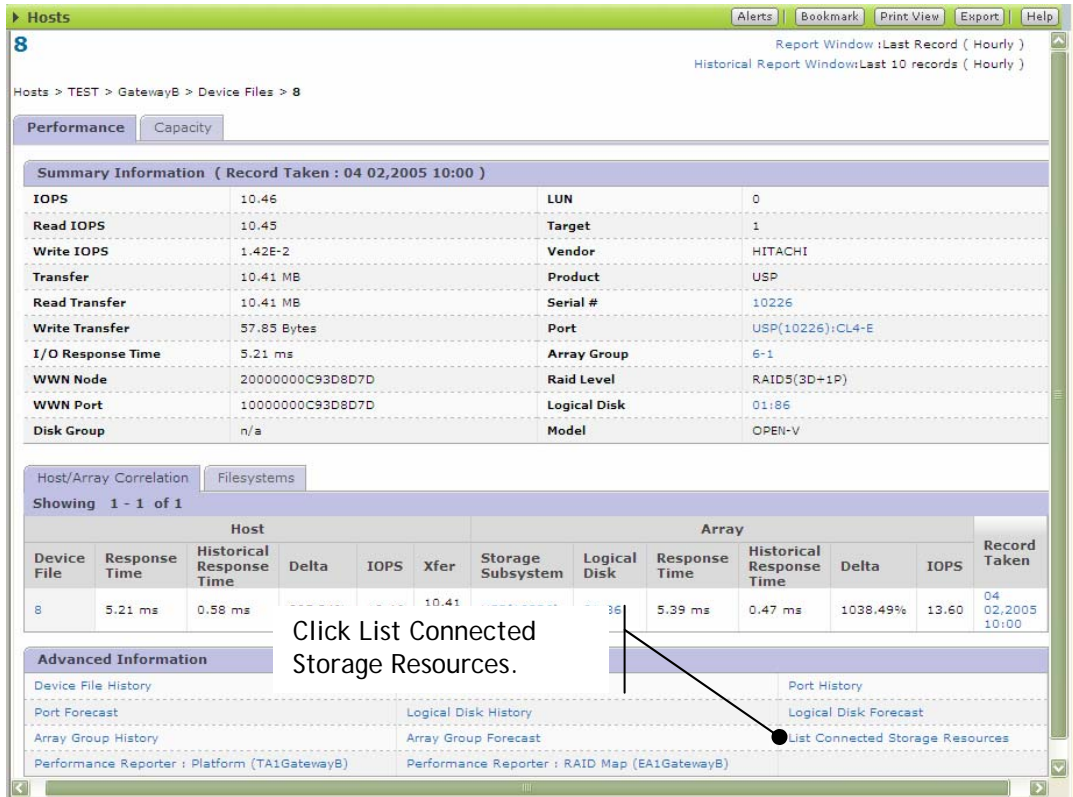 Hosts Alerts Bookmark Print View Export Help
8
Report Window :Last Record ( Hourly )
Historical Report Window:Last 10 records ( Hourly )
Hosts > TEST > GatewayB > Device Files > 8
Performance Capacity
Summary Information ( Record Taken : 04 02,2005 10:00 )
IOPS 10.46 LUN 0
Read IOPS 10.45 Target 1
Write IOPS 1.42E-2 Vendor HITACHI
Transfer 10.41 MB Product USP
Read Transfer 10.41 MB Serial # 10226
Write Transfer 57.85 Bytes Port USP(10226):CL4-E
I/O Response Time 5.21 ms Array Group 6-1
WWN Node 20000000C93D8D7D Raid Level RAID5(3D+1P)
WWN Port 10000000C93D8D7D Logical Disk 01:86
Disk Group n/a Model OPEN-V
Host/Array Correlation Filesystems
Showing 1 - 1 of 1
Host Array
Device File Response Time Historical Response Time Delta IOPS Xfer Storage Subsystem Logical Disk Response Time Historical Response Time Delta IOPS Record Taken
8 5.21 ms 0.58 ms 10.41 36 5.39 ms 0.47 ms 1038.49% 13.60 04 02,2005 10:00
Click List Connected
Storage Resources.
Advanced Information
Device File History Port History
Port Forecast Logical Disk History Logical Disk Forecast
Array Group History Array Group Forecast List Connected Storage Resources
Performance Reporter : Platform (TA1GatewayB) Performance Reporter : RAID Map (EA1GatewayB)